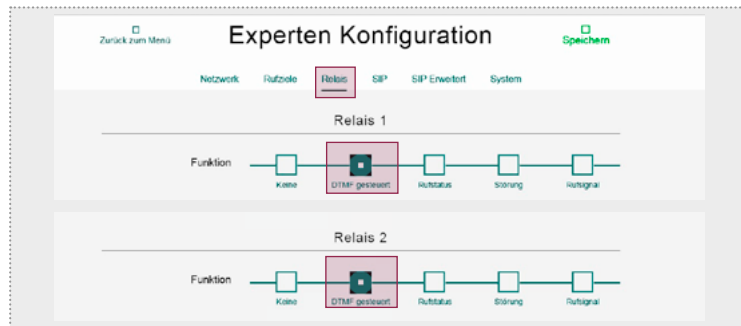 Zurück zum Menü Experten Konfiguration Speichern
Netzwerk Rufziele Relais SIP SIP Erweitert System
Relais 1
Funktion
Keine DTMF gesteuert Rufstatus Störung Rufsignal
Relais 2
Funktion
Keine DTMF gesteuert Rufstatus Störung Rufsignal